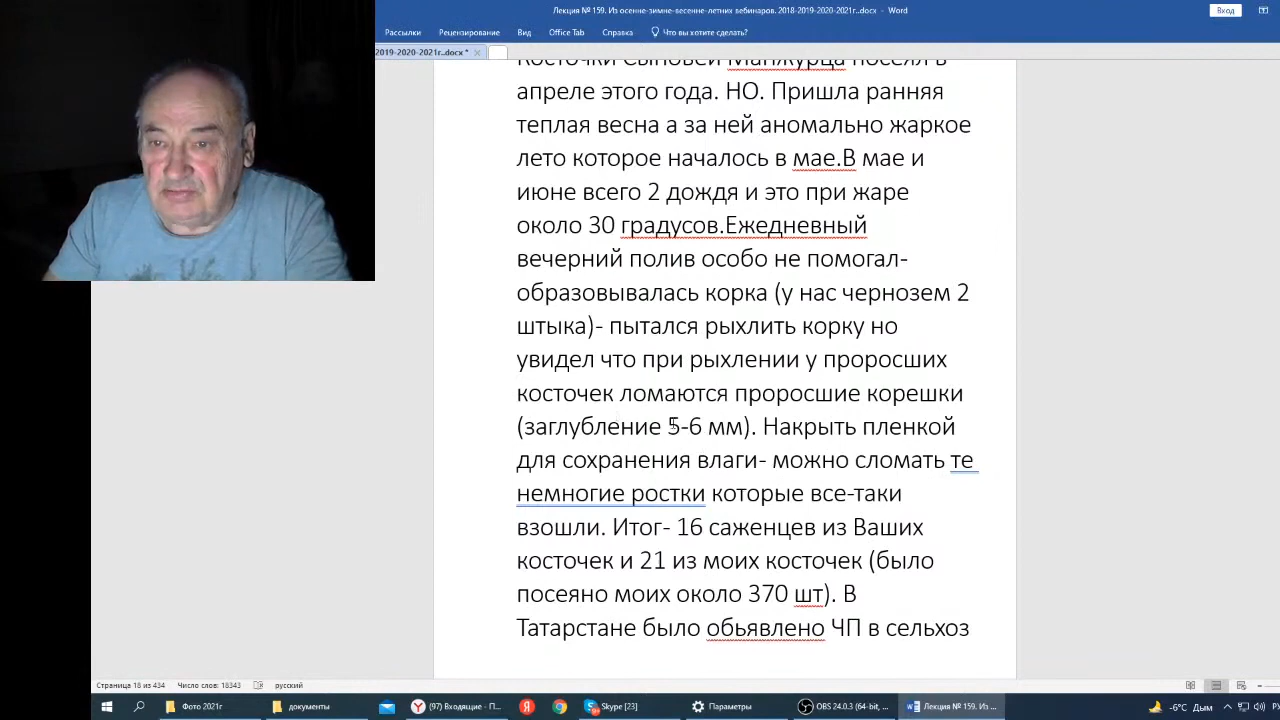 Лекция № 159. Из осенне-зимне-весенне-летних вебинаров. 2018-2019-2020-2021г..docx - Word
Вход
Рассылки Рецензирование Вид Office Tab Справка Что вы хотите сделать?
2019-2020-2021г..docx *
косточки Сыновей Манжурца посеял в
апреле этого года. НО. Пришла ранняя
теплая весна а за ней аномально жаркое
лето которое началось в мае.В мае и
июне всего 2 дождя и это при жаре
около 30 градусов.Ежедневный
вечерний полив особо не помогал-
образовывалась корка (у нас чернозем 2
штыка)- пытался рыхлить корку но
увидел что при рыхлении у проросших
косточек ломаются проросшие корешки
(заглубление 5-6 мм). Накрыть пленкой
для сохранения влаги- можно сломать те
немногие ростки которые все-таки
взошли. Итог- 16 саженцев из Ваших
косточек и 21 из моих косточек (было
посеяно моих около 370 шт). В
Татарстане было обьявлено ЧП в сельхоз
Страница 18 из 434 Число слов: 18343 русский
Фото 2021г документы (97) Входящие - П... Skype [23] Параметры OBS 24.0.3 (64-bit, ... Лекция № 159. Из ... -6°C Дым